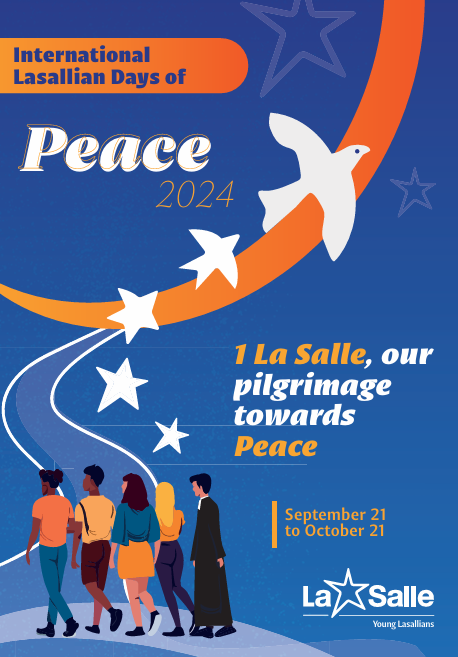 International
Lasallian Days of
Peace
2024
1 La Salle, our
pilgrimage
towards
Peace
September 21
to October 21
La Salle
Young Lasallians